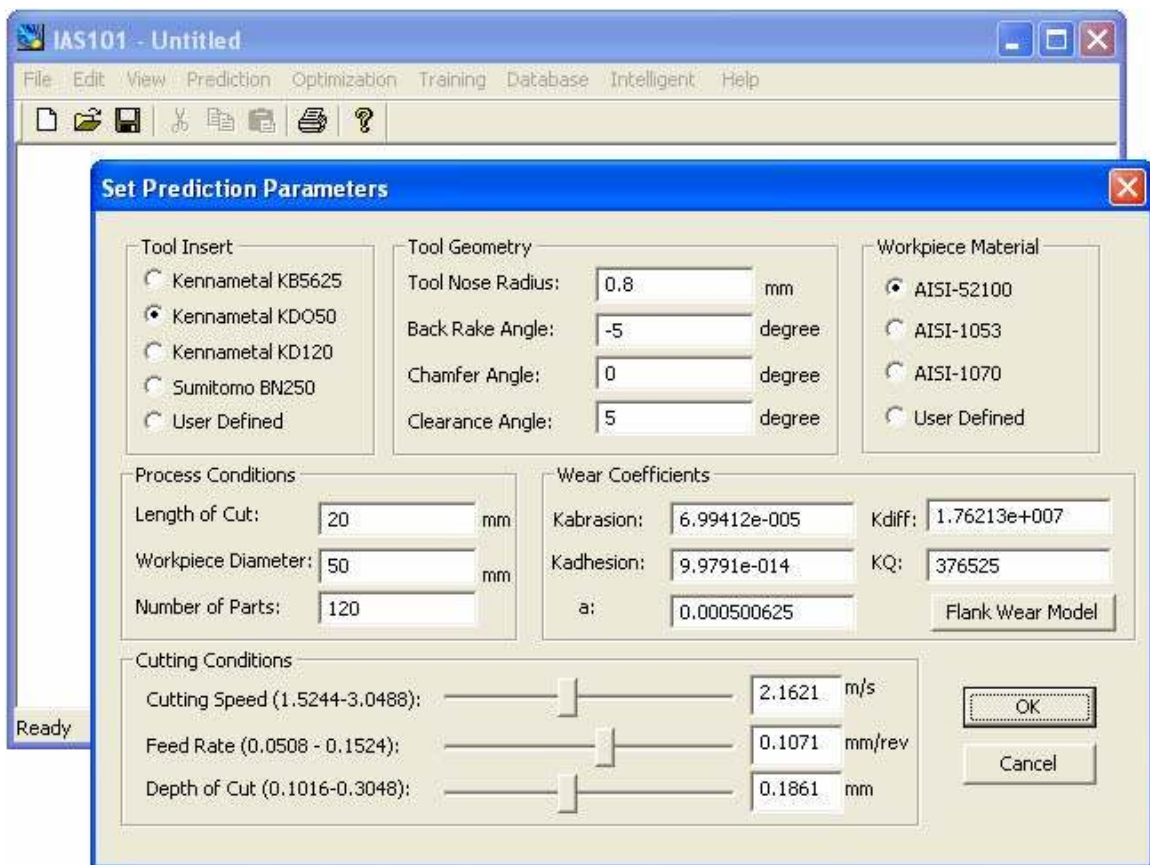 IAS101 - Untitled
File Edit View Prediction Optimization Training Database Intelligent Help
Set Prediction Parameters
Tool Insert
Kennametal KB5625
Kennametal KDO50
Kennametal KD120
Sumitomo BN250
User Defined
Tool Geometry
Tool Nose Radius: 0.8 mm
Back Rake Angle: -5 degree
Chamfer Angle: 0 degree
Clearance Angle: 5 degree
Workpiece Material
AISI-52100
AISI-1053
AISI-1070
User Defined
Process Conditions
Length of Cut: 20 mm
Workpiece Diameter: 50 mm
Number of Parts: 120
Wear Coefficients
Kabrasion: 6.99412e-005 Kdiff: 1.76213e+007
Kadhesion: 9.9791e-014 KQ: 376525
a: 0.000500625 Flank Wear Model
Cutting Conditions
Cutting Speed (1.5244-3.0488): 2.1621 m/s
Feed Rate (0.0508 - 0.1524): 0.1071 mm/rev
Depth of Cut (0.1016-0.3048): 0.1861 mm
OK
Cancel
Ready